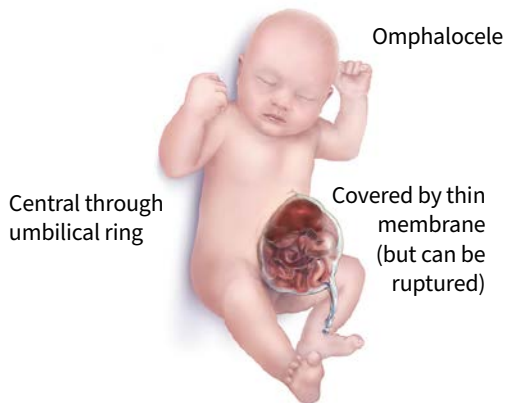 Omphalocele
Central through
umbilical ring
Covered by thin
membrane
(but can be
ruptured)